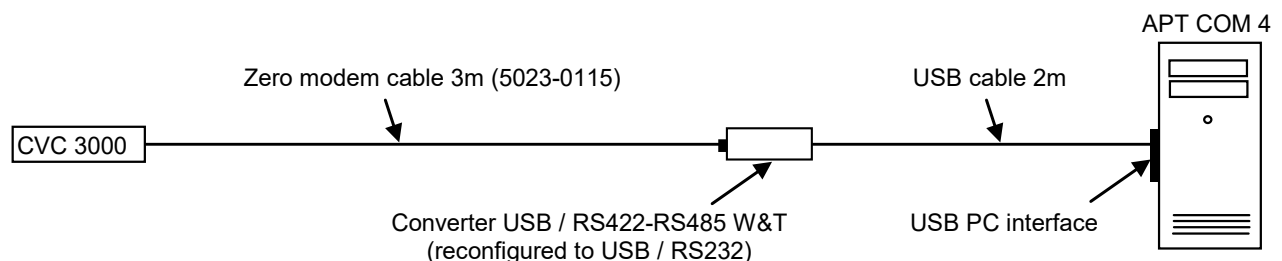 APT COM 4
Zero modem cable 3m (5023-0115)
USB cable 2m
CVC 3000
Converter USB / RS422-RS485 W&T
(reconfigured to USB / RS232)
USB PC interface